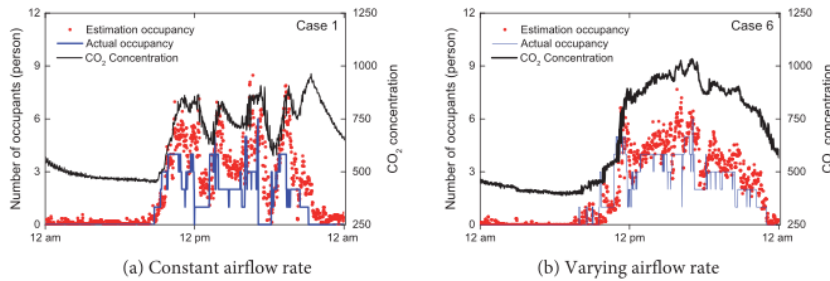 12
9
6
3
0
Number of occupants (person)
Estimation occupancy
Actual occupancy
CO₂ Concentration
Case 1
1250
1000
750
500
250
CO₂ concentration
12 am
12 pm
12 am
(a) Constant airflow rate
12
9
6
3
0
Number of occupants (person)
Estimation occupancy
Actual occupancy
CO₂ Concentration
Case 6
1250
1000
750
500
250
CO₂ concentration
12 am
12 pm
12 am
(b) Varying airflow rate